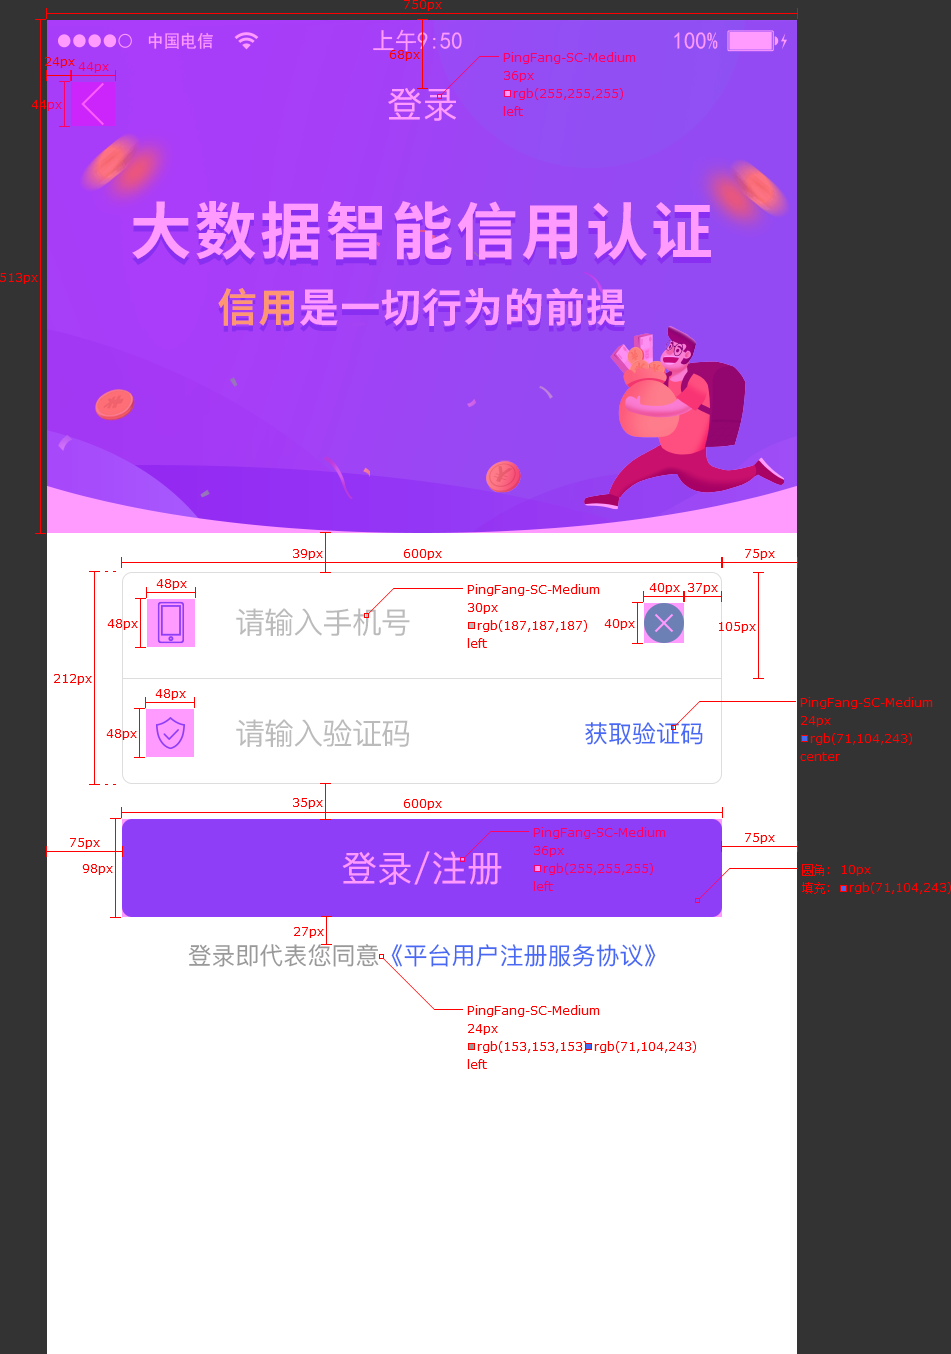 750px
中国电信
上午9:50
100%
68px
PingFang-SC-Medium
36px
rgb(255,255,255)
left
24px
44px
44px
登录
大数据智能信用认证
513px
信用是一切行为的前提
39px
600px
75px
48px
PingFang-SC-Medium
30px
rgb(187,187,187)
left
40px
37px
48px
请输入手机号
40px
105px
212px
48px
48px
请输入验证码
获取验证码
PingFang-SC-Medium
24px
rgb(71,104,243)
center
35px
600px
75px
75px
98px
登录/注册
PingFang-SC-Medium
36px
rgb(255,255,255)
left
圆角: 10px
填充: rgb(71,104,243)
27px
登录即代表您同意《平台用户注册服务协议》
PingFang-SC-Medium
24px
rgb(153,153,153) rgb(71,104,243)
left